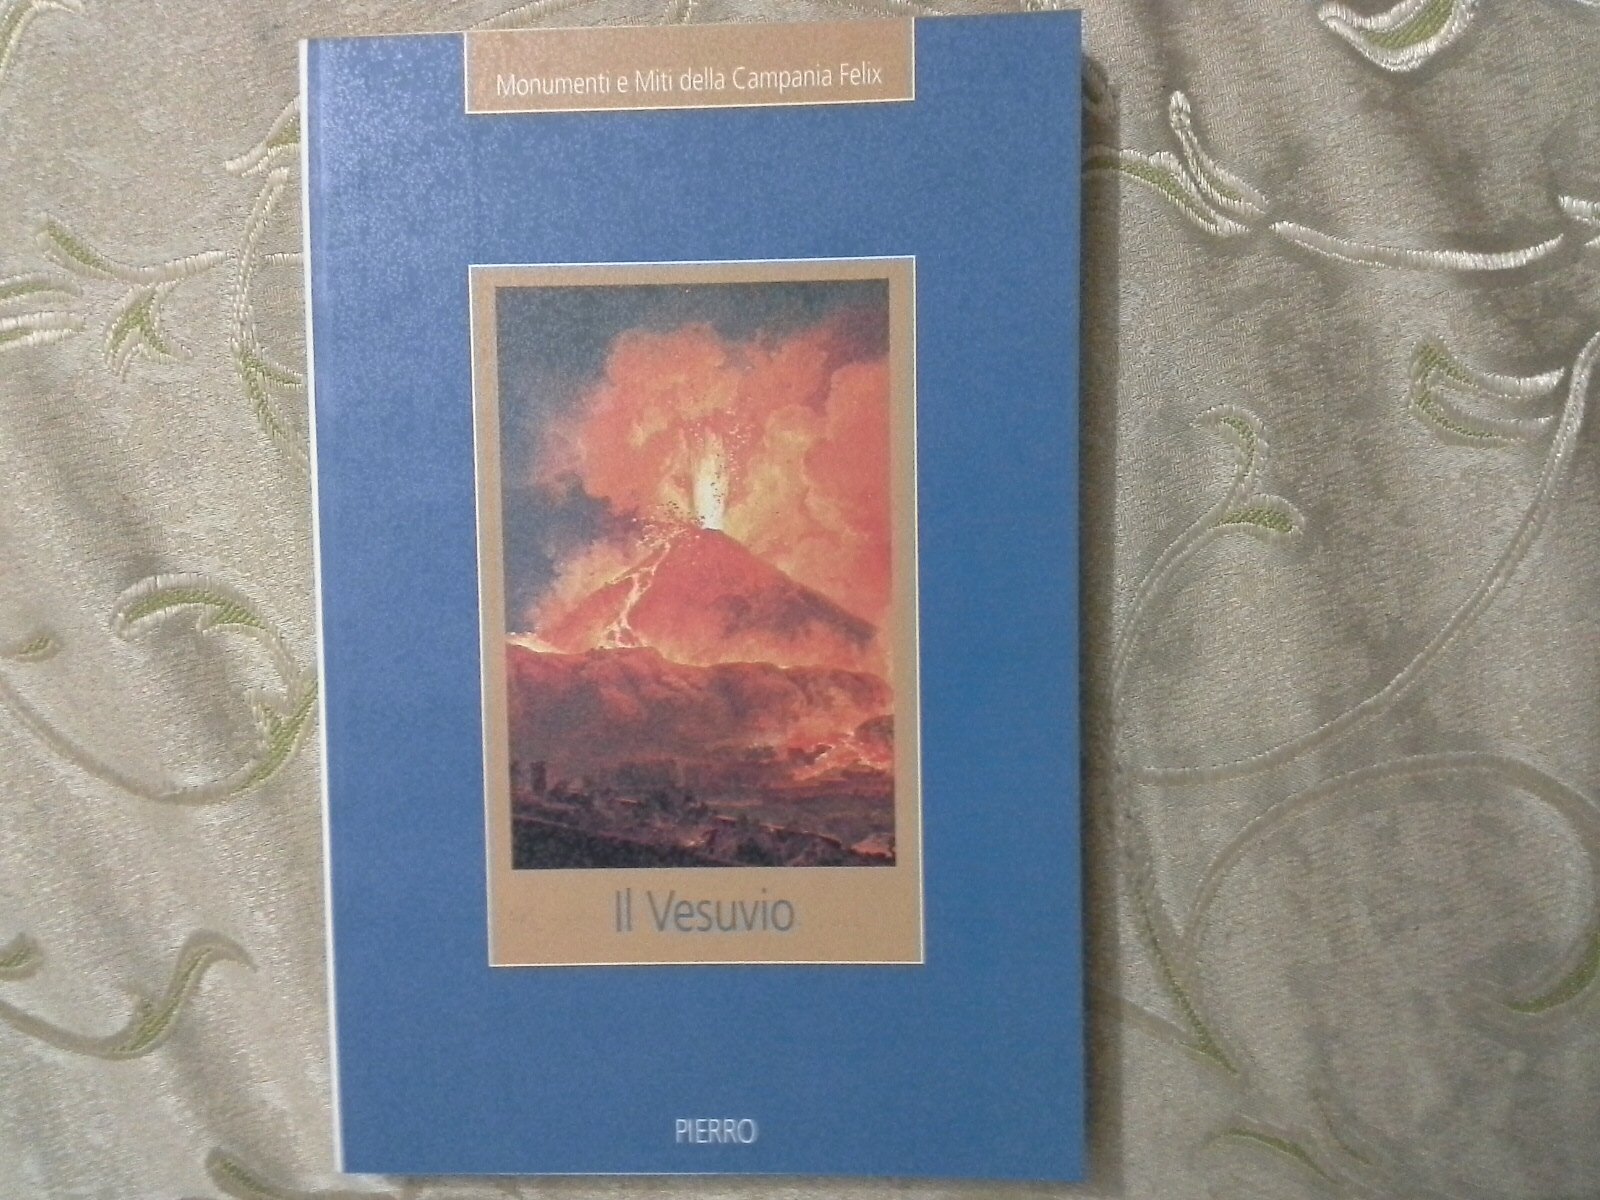 Monumenti e Miti della Campania Felix
Il Vesuvio
PIERRO